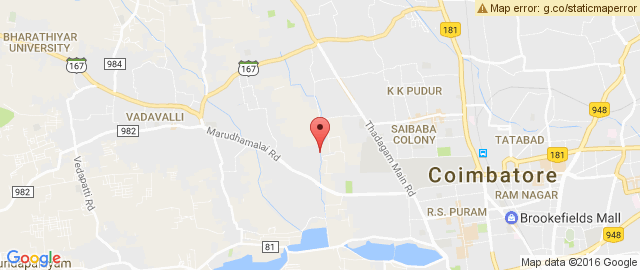 Map error: g.co/staticmaperror
BHARATHIYAR
UNIVERSITY
181
984
167
167
K K PUDUR
948
VADAVALLI
982
Marudhamalai Rd
Thadagam Main Rd
SAIBABA
COLONY
TATABAD
181
982
Vedapatti Rd
Coimbatore
RAM NAGAR
R.S. PURAM
Brookefields Mall
81
948
Google
undapalayam
Map data ©2016 Google